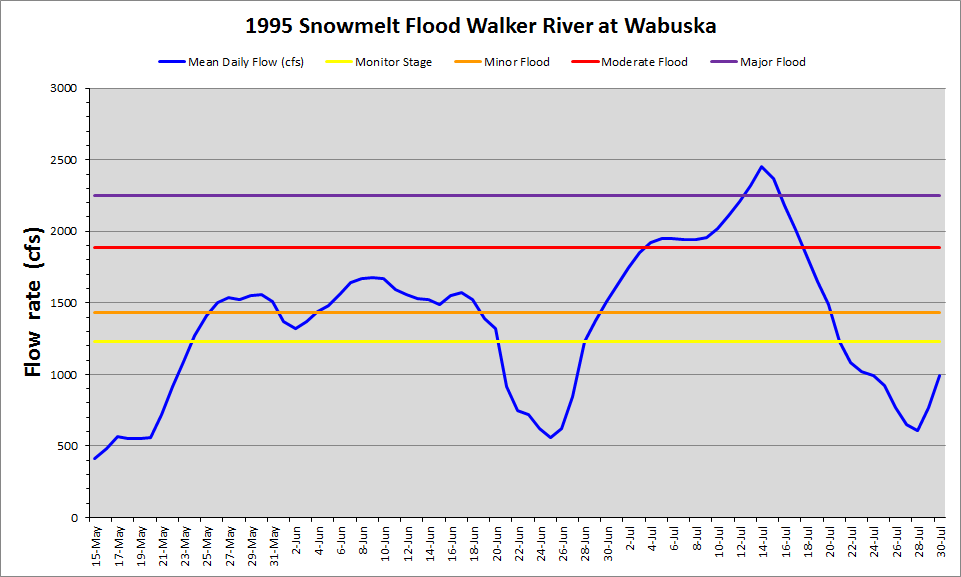 1995 Snowmelt Flood Walker River at Wabuska
Mean Daily Flow (cfs) Monitor Stage Minor Flood Moderate Flood Major Flood
Flow rate (cfs)
3000
2500
2000
1500
1000
500
0
15-May 17-May 19-May 21-May 23-May 25-May 27-May 29-May 31-May 2-Jun 4-Jun 6-Jun 8-Jun 10-Jun 12-Jun 14-Jun 16-Jun 18-Jun 20-Jun 22-Jun 24-Jun 26-Jun 28-Jun 30-Jun 2-Jul 4-Jul 6-Jul 8-Jul 10-Jul 12-Jul 14-Jul 16-Jul 18-Jul 20-Jul 22-Jul 24-Jul 26-Jul 28-Jul 30-Jul